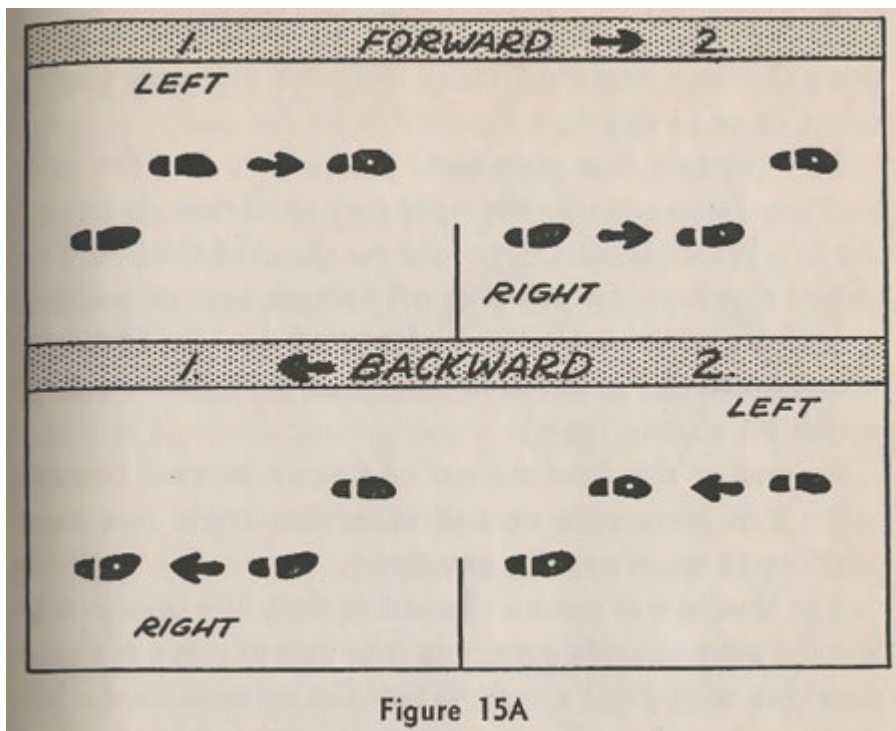 1. FORWARD → 2.
LEFT
RIGHT
1. ← BACKWARD 2.
LEFT
RIGHT
Figure 15A